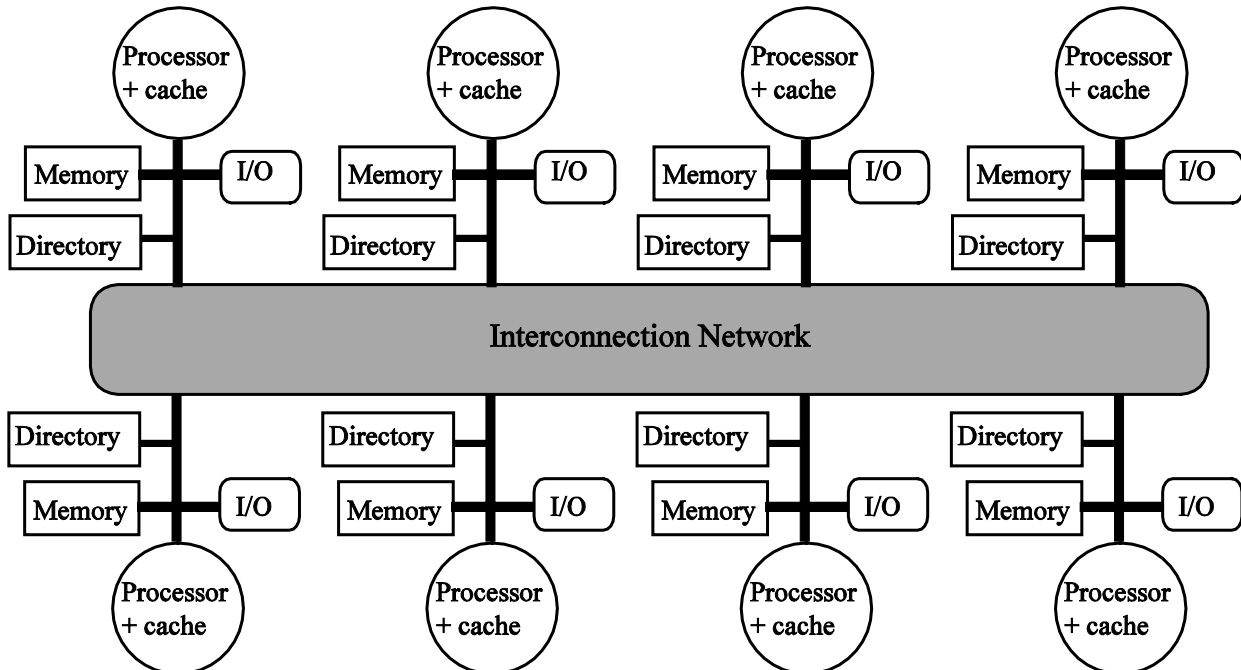 Processor
+ cache
Processor
+ cache
Processor
+ cache
Processor
+ cache
Memory
I/O
Memory
I/O
Memory
I/O
Memory
I/O
Directory
Directory
Directory
Directory
Interconnection Network
Directory
Directory
Directory
Directory
Memory
I/O
Memory
I/O
Memory
I/O
Memory
I/O
Processor
+ cache
Processor
+ cache
Processor
+ cache
Processor
+ cache